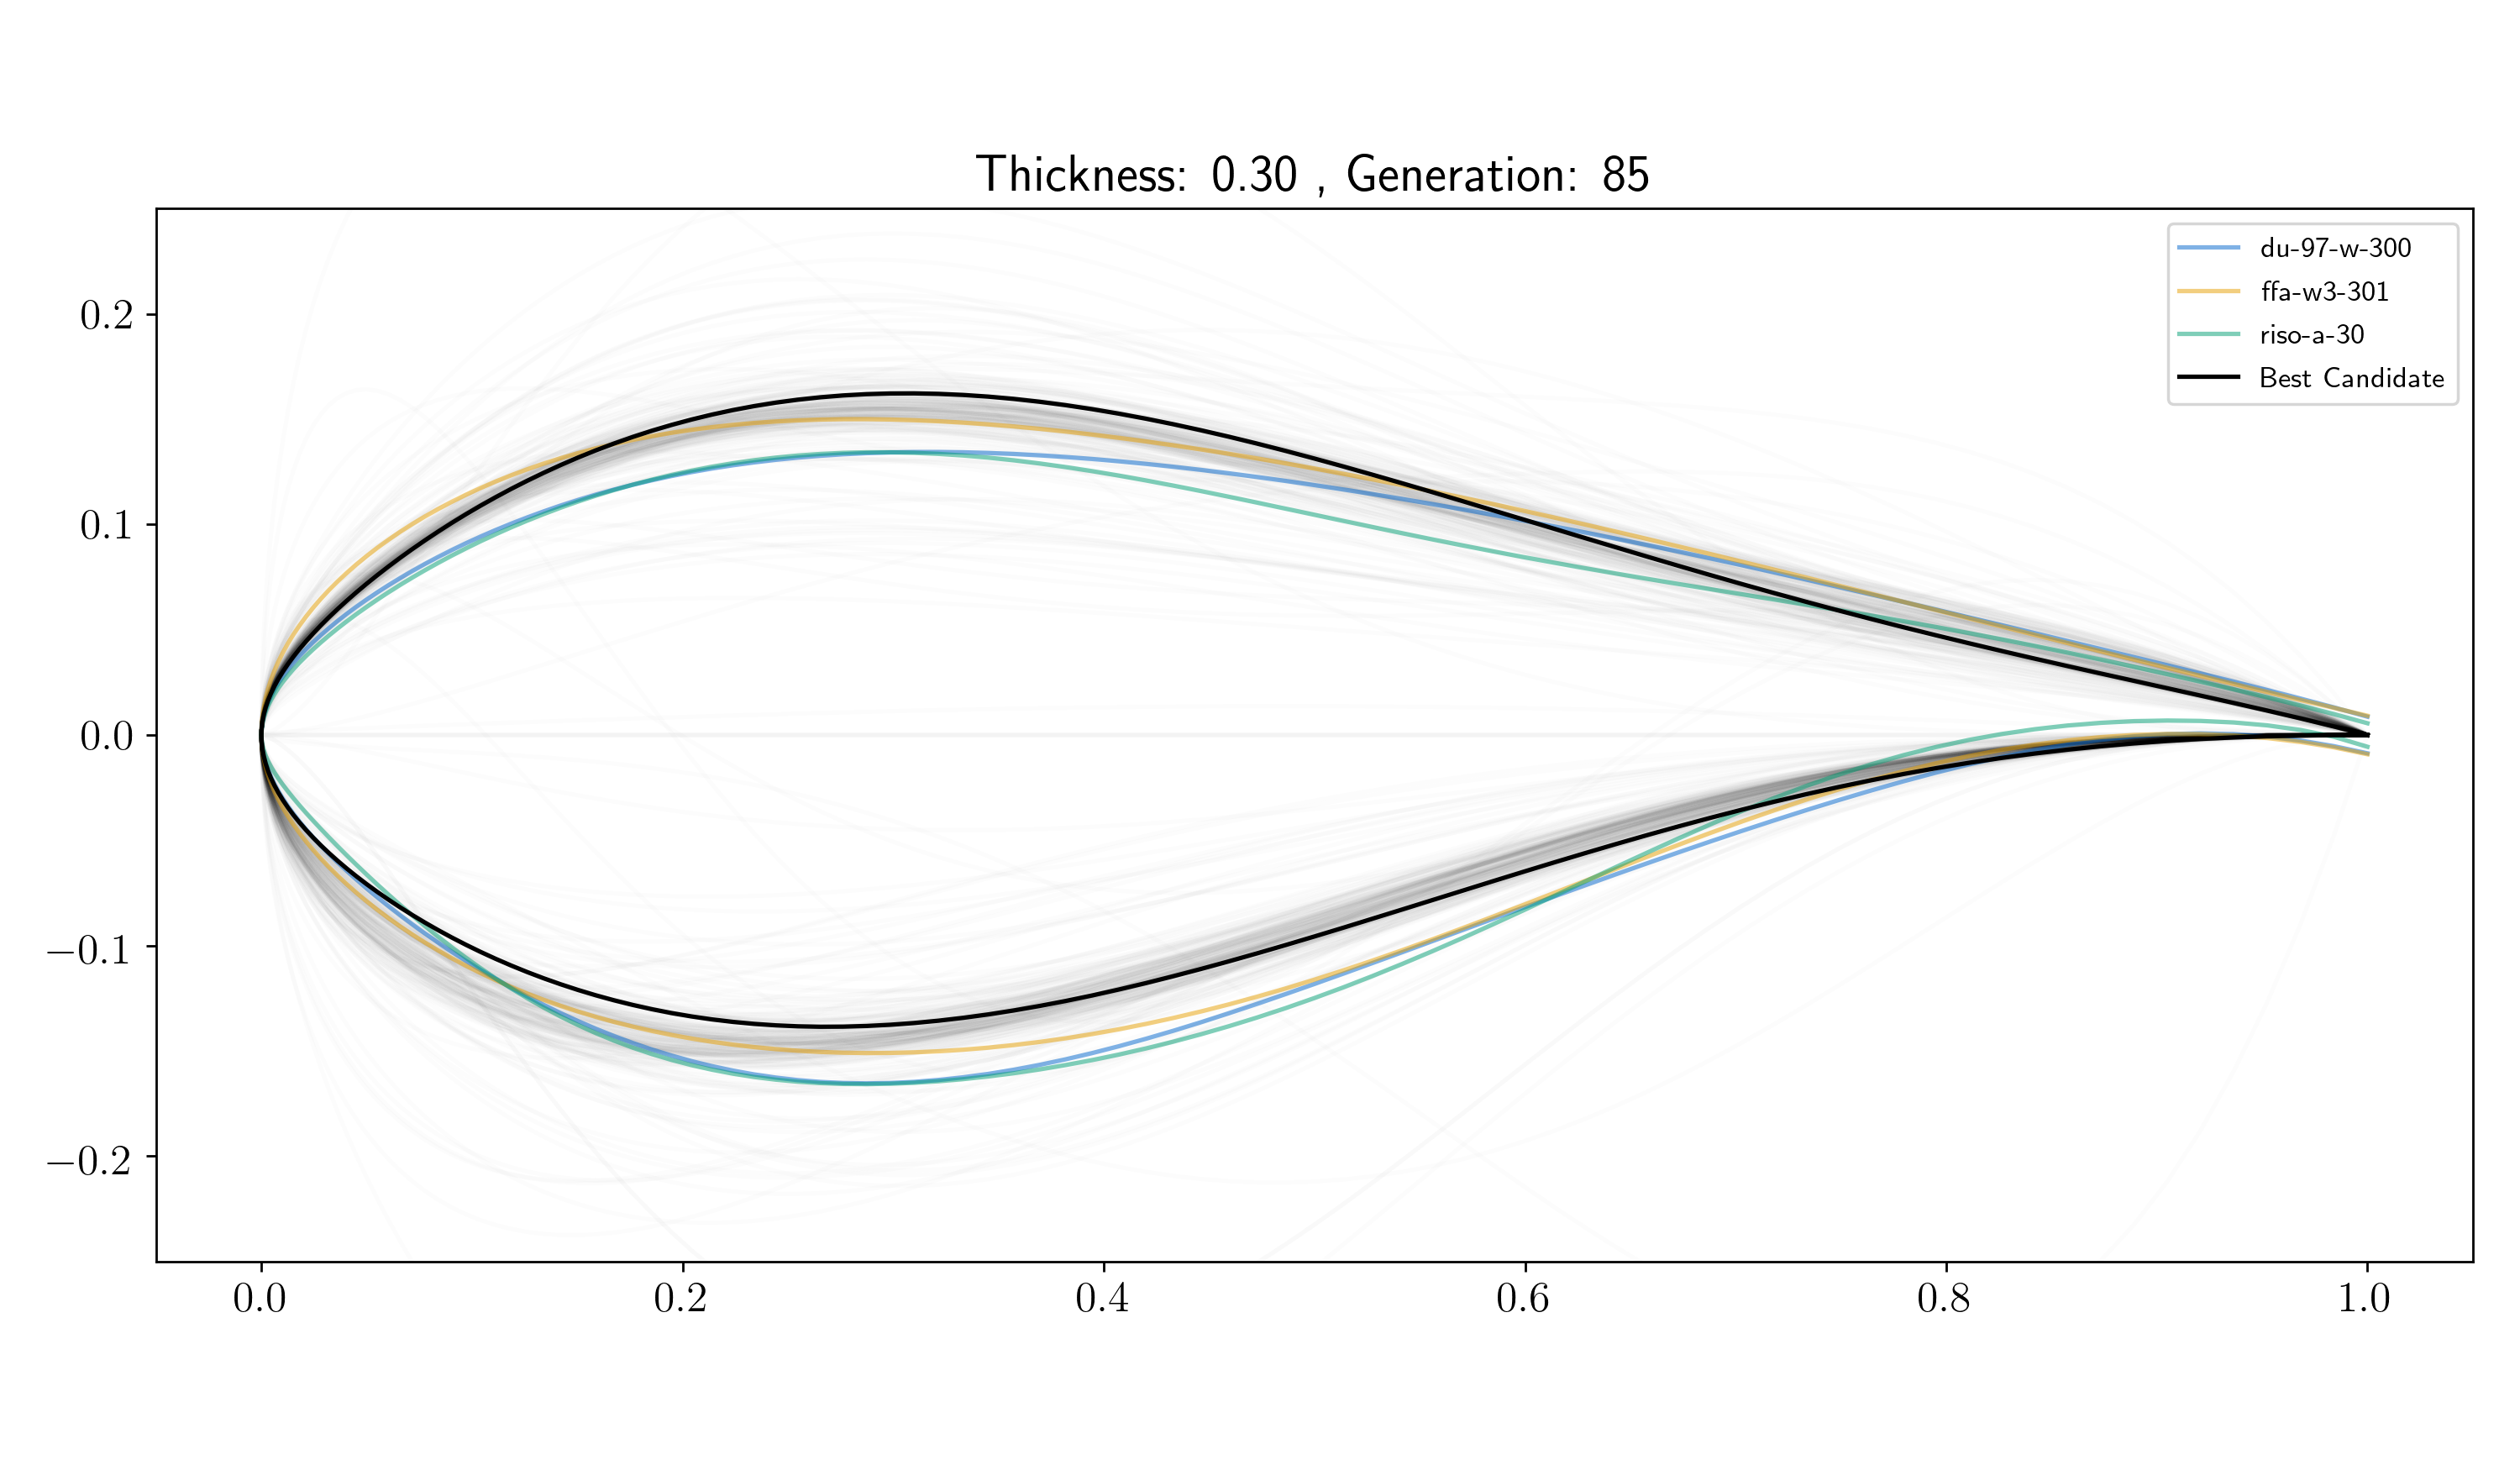 Thickness: 0.30 , Generation: 85
du-97-w-300
ffa-w3-301
riso-a-30
Best Candidate
0.2
0.1
0.0
−0.1
−0.2
0.0 0.2 0.4 0.6 0.8 1.0